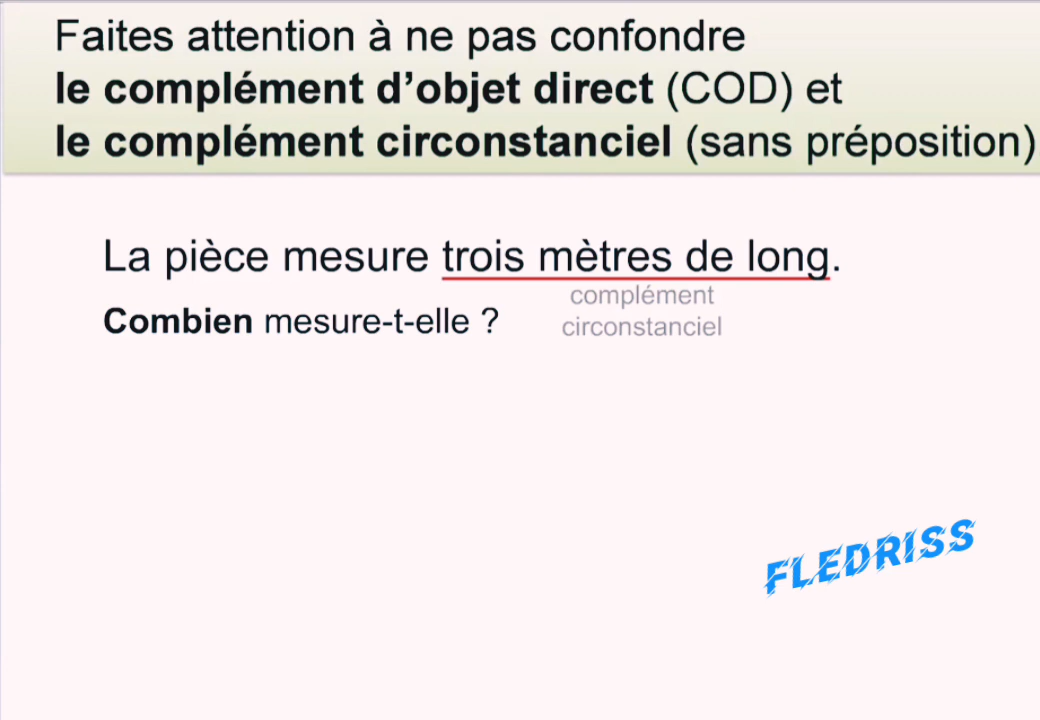 Faites attention à ne pas confondre
le complément d'objet direct (COD) et
le complément circonstanciel (sans préposition)
La pièce mesure trois mètres de long.
complément
circonstanciel
Combien mesure-t-elle ?
FLEDRISS